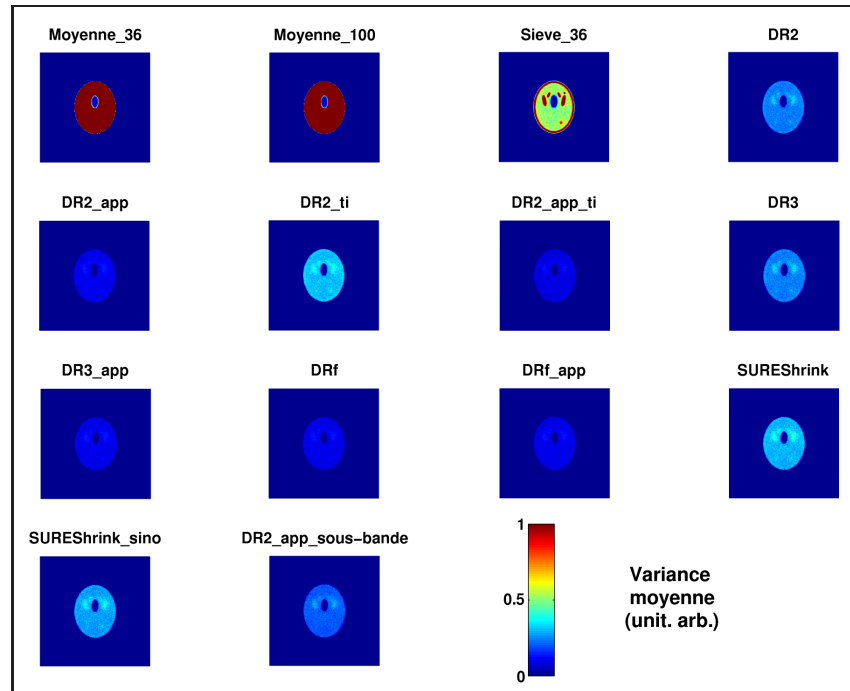 Moyenne_36
Moyenne_100
Sieve_36
DR2
DR2_app
DR2_ti
DR2_app_ti
DR3
DR3_app
DRf
DRf_app
SUREShrink
SUREShrink_sino
DR2_app_sous-bande
1
0.5
0
Variance
moyenne
(unit. arb.)